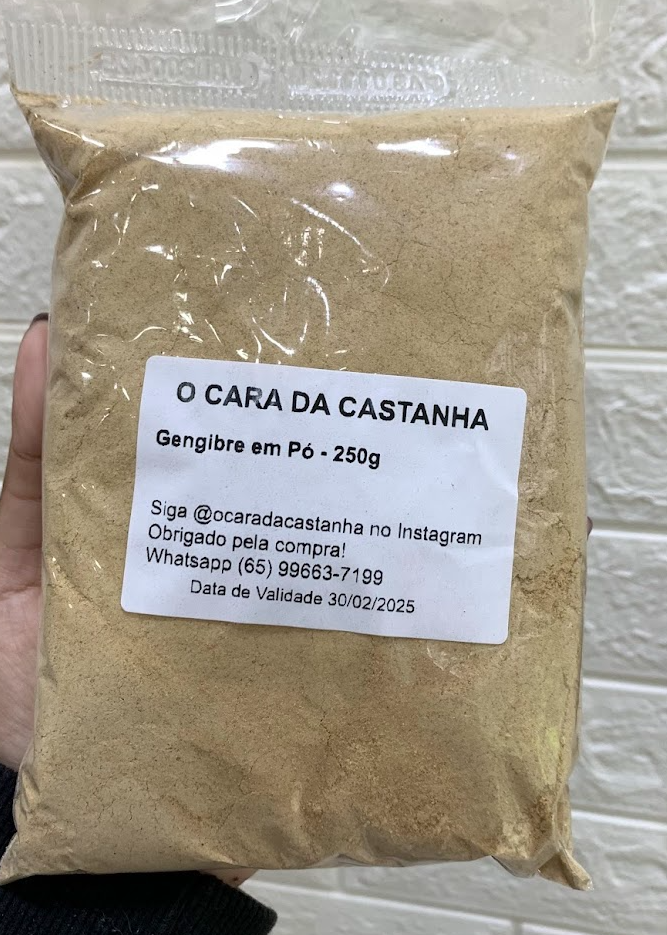 O CARA DA CASTANHA
Gengibre em Pó - 250g
Siga @ocaradacastanha no Instagram
Obrigado pela compra!
Whatsapp (65) 99663-7199
Data de Validade 30/02/2025